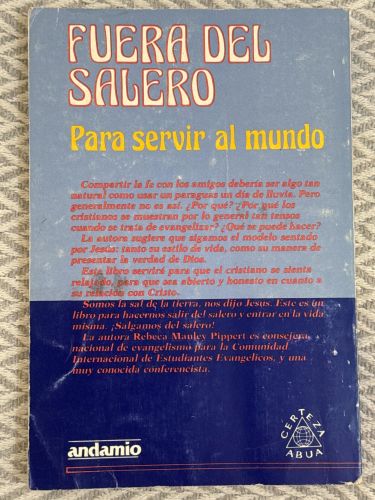 FUERA DEL
SALERO
Para servir al mundo
Compartir la fe con los amigos debería ser algo tan
natural como usar un paraguas un día de lluvia. Pero
generalmente no es así. ¿Por qué? ¿Por qué los
cristianos se muestran por lo general tan tensos
cuando se trata de evangelizar? ¿Qué se puede hacer?
La autora sugiere que sigamos el modelo sentado
por Jesús: tanto su estilo de vida, como su manera de
presentar la verdad de Dios.
Este libro servirá para que el cristiano se sienta
relajado, para que sea abierto y honesto en cuanto a
su relación con Cristo.
Somos la sal de la tierra, nos dijo Jesús. Este es un
libro para hacernos salir del salero y entrar en la vida
misma. ¡Salgamos del salero!
La autora Rebeca Manley Pippert es consejera
nacional de evangelismo para la Comunidad
Internacional de Estudiantes Evangélicos, y una
muy conocida conferencista.
andamio
CERTEZA
ABUA